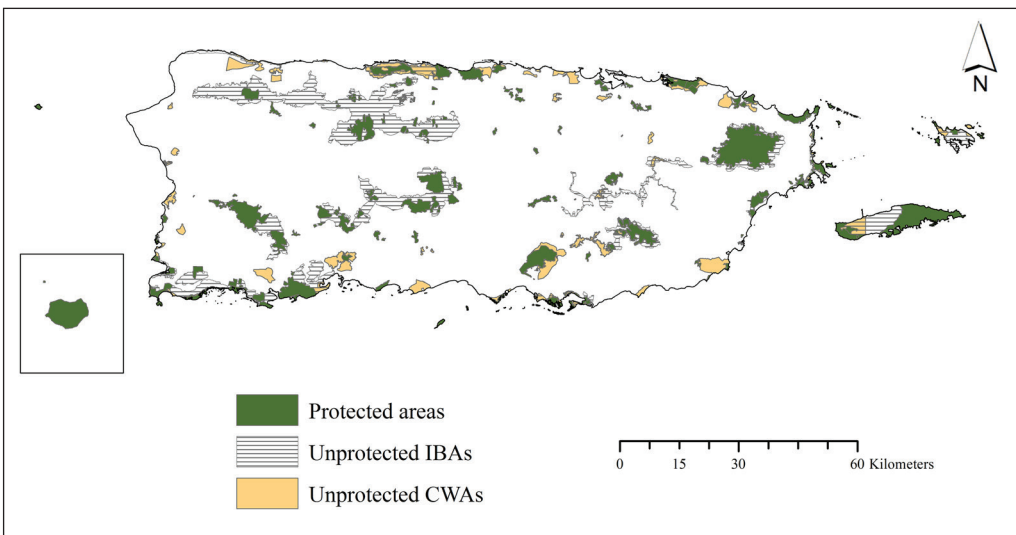 N
Protected areas
Unprotected IBAs
Unprotected CWAs
0 15 30 60 Kilometers